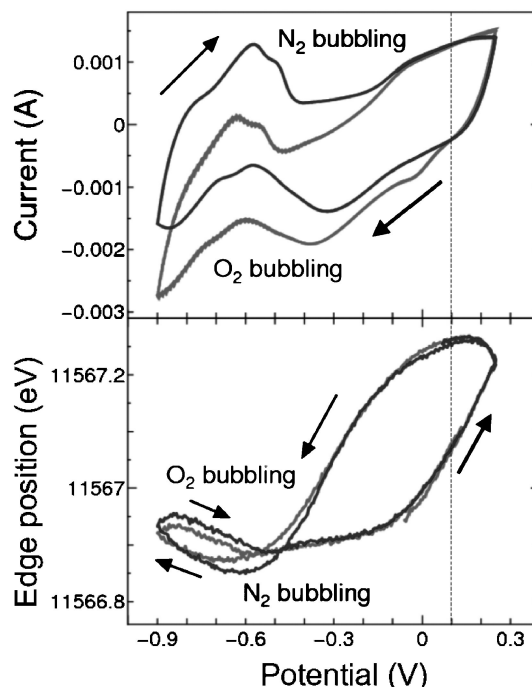 N2 bubbling
0.001
0
-0.001
-0.002
-0.003
Current (A)
O2 bubbling
11567.2
11567
11566.8
Edge position (eV)
O2 bubbling
N2 bubbling
-0.9
-0.6
-0.3
0
0.3
Potential (V)